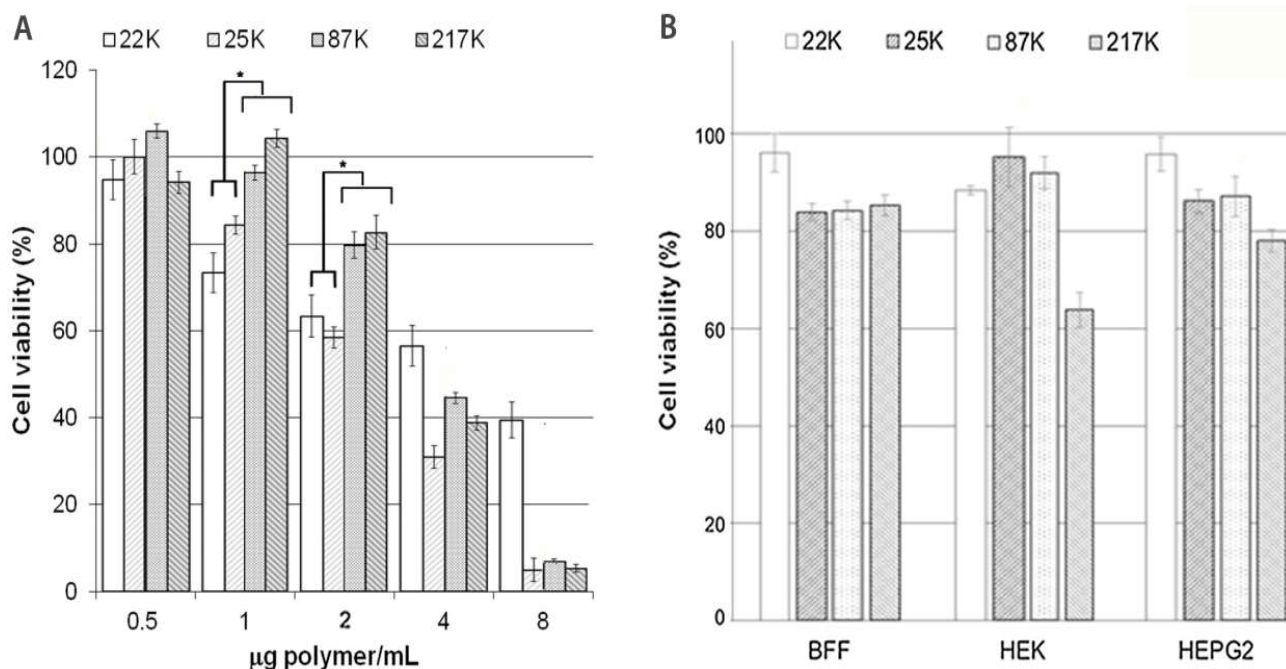 A
22K 25K 87K 217K
120
100
80
60
40
20
0
Cell viability (%)
*
*
0.5 1 2 4 8
µg polymer/mL
B
22K 25K 87K 217K
100
80
60
40
20
0
Cell viability (%)
BFF HEK HEPG2